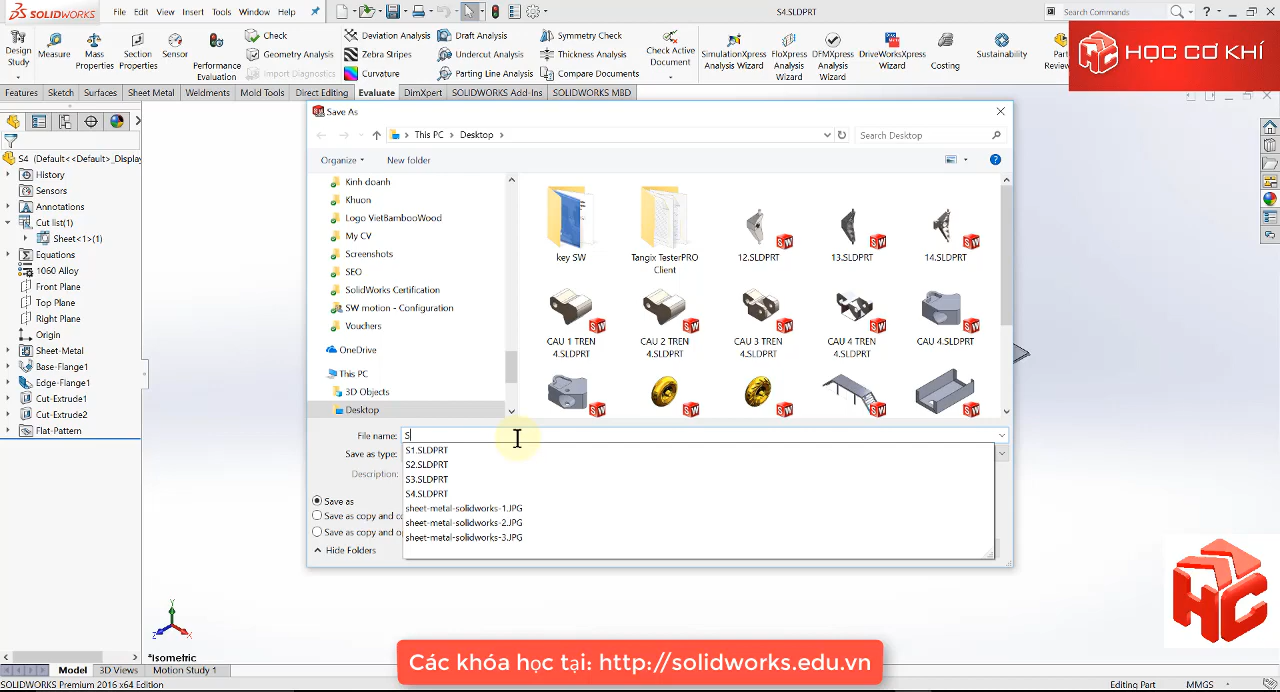 SOLIDWORKS
File Edit View Insert Tools Window Help
S4.SLDPRT
Search Commands
Design Study
Measure
Mass Properties
Section Properties
Sensor
Performance Evaluation
Check
Geometry Analysis
Import Diagnostics
Deviation Analysis
Zebra Stripes
Curvature
Draft Analysis
Undercut Analysis
Parting Line Analysis
Symmetry Check
Thickness Analysis
Compare Documents
Check Active Document
SimulationXpress Analysis Wizard
FloXpress Analysis Wizard
DFMXpress Analysis Wizard
DriveWorksXpress Wizard
Costing
Sustainability
HỌC CƠ KHÍ
Features Sketch Surfaces Sheet Metal Weldments Mold Tools Direct Editing Evaluate DimXpert SOLIDWORKS Add-Ins SOLIDWORKS MBD
S4 (Default<<Default>_Display
History
Sensors
Annotations
Cut list(1)
Sheet<1>(1)
Equations
1060 Alloy
Front Plane
Top Plane
Right Plane
Origin
Sheet-Metal
Base-Flange1
Edge-Flange1
Cut-Extrude1
Cut-Extrude2
Flat-Pattern
Save As
This PC > Desktop >
Search Desktop
Organize
New folder
Kinh doanh
Khuon
Logo VietBambooWood
My CV
Screenshots
SEO
SolidWorks Certification
SW motion - Configuration
Vouchers
OneDrive
This PC
3D Objects
Desktop
key SW
Tangix TesterPRO Client
12.SLDPRT
13.SLDPRT
14.SLDPRT
CAU 1 TREN 4.SLDPRT
CAU 2 TREN 4.SLDPRT
CAU 3 TREN 4.SLDPRT
CAU 4 TREN 4.SLDPRT
CAU 4.SLDPRT
File name: S
Save as type:
S1.SLDPRT
S2.SLDPRT
S3.SLDPRT
S4.SLDPRT
sheet-metal-solidworks-1.JPG
sheet-metal-solidworks-2.JPG
sheet-metal-solidworks-3.JPG
Description:
Save as
Save as copy and co
Save as copy and op
Hide Folders
HC
*Isometric
Các khóa học tại: http://solidworks.edu.vn
Model 3D Views Motion Study 1
SOLIDWORKS Premium 2016 x64 Edition
Editing Part
MMGS